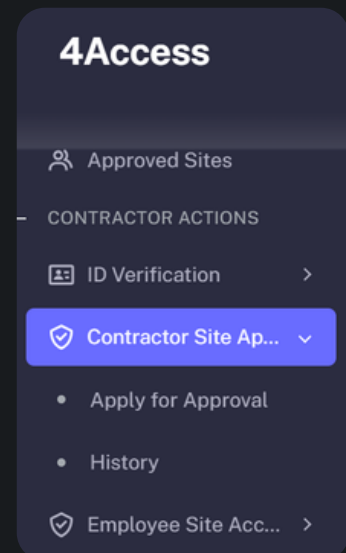 4Access
Approved Sites
CONTRACTOR ACTIONS
ID Verification
Contractor Site Ap...
Apply for Approval
History
Employee Site Acc...